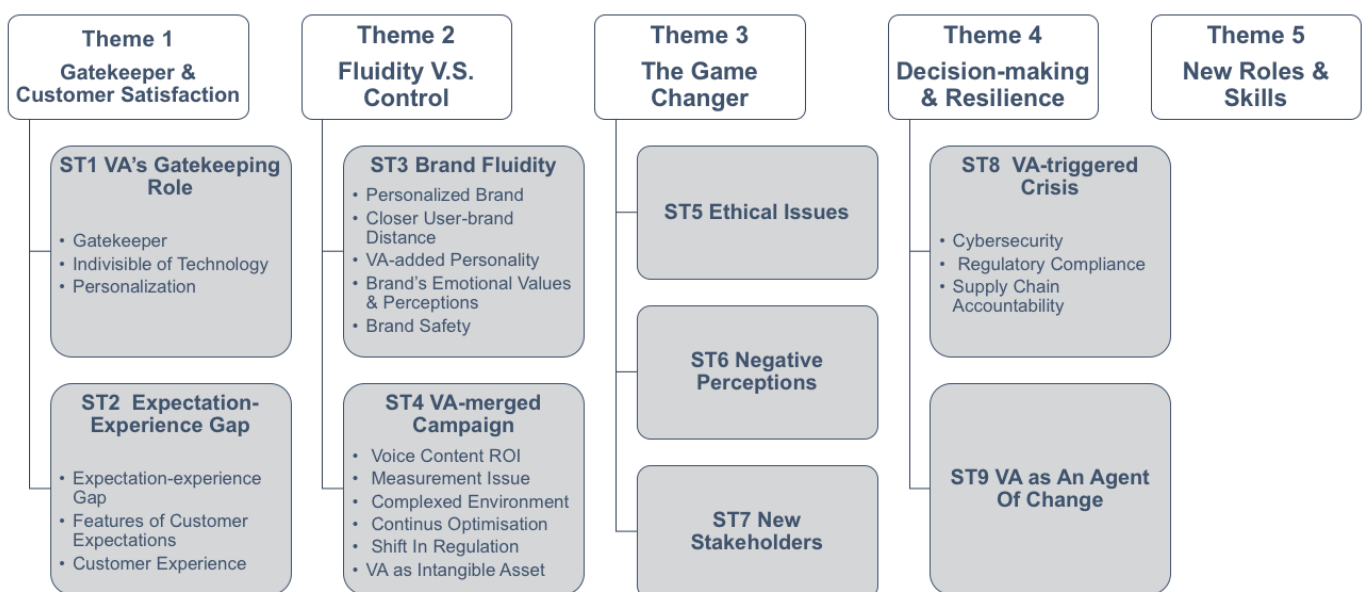 Theme 1
Gatekeeper &
Customer Satisfaction
ST1 VA's Gatekeeping
Role
• Gatekeeper
• Indivisible of Technology
• Personalization
ST2 Expectation-
Experience Gap
• Expectation-experience
Gap
• Features of Customer
Expectations
• Customer Experience
Theme 2
Fluidity V.S.
Control
ST3 Brand Fluidity
• Personalized Brand
• Closer User-brand
Distance
• VA-added Personality
• Brand's Emotional Values
& Perceptions
• Brand Safety
ST4 VA-merged
Campaign
• Voice Content ROI
• Measurement Issue
• Complexed Environment
• Continus Optimisation
• Shift In Regulation
• VA as Intangible Asset
Theme 3
The Game
Changer
ST5 Ethical Issues
ST6 Negative
Perceptions
ST7 New
Stakeholders
Theme 4
Decision-making
& Resilience
ST8 VA-triggered
Crisis
• Cybersecurity
• Regulatory Compliance
• Supply Chain
Accountability
ST9 VA as An Agent
Of Change
Theme 5
New Roles &
Skills